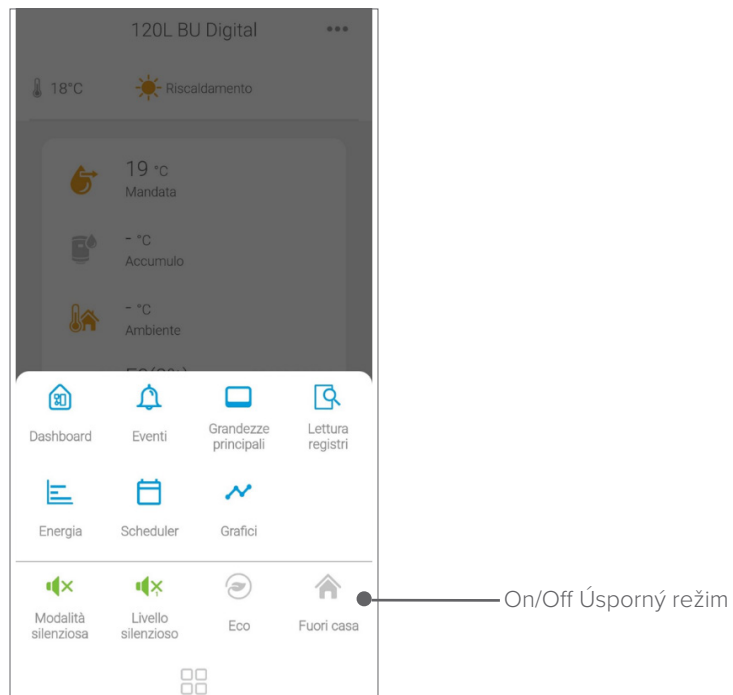 120L BU Digital
18°C
Riscaldamento
19 °C
Mandata
- °C
Accumulo
- °C
Ambiente
Dashboard
Eventi
Grandezze
principali
Lettura
registri
Energia
Scheduler
Grafici
Modalità
silenziosa
Livello
silenzioso
Eco
Fuori casa
On/Off Úsporný režim